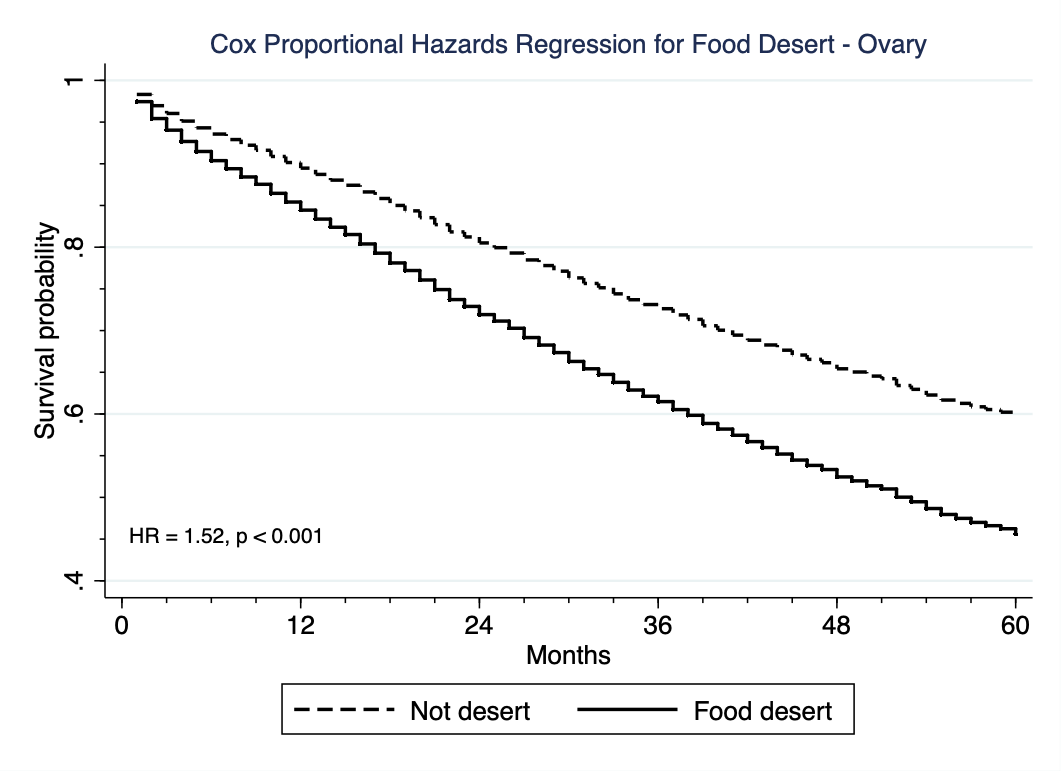 Cox Proportional Hazards Regression for Food Desert - Ovary
1
.8
.6
.4
Survival probability
HR = 1.52, p < 0.001
0 12 24 36 48 60
Months
Not desert Food desert